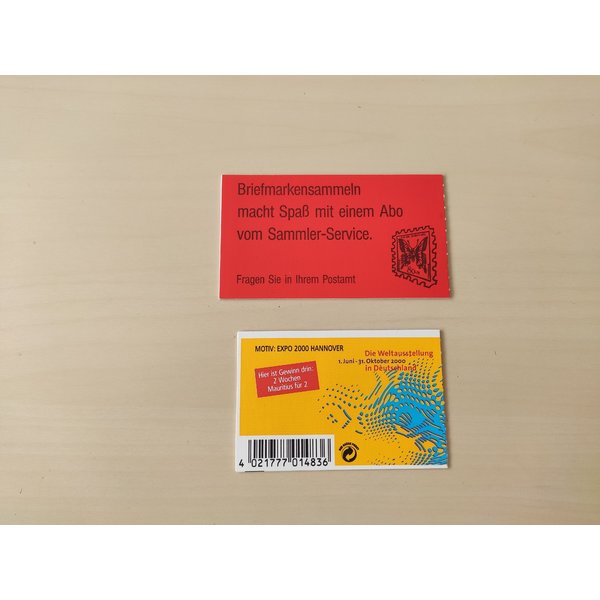 Briefmarkensammeln
macht Spaß mit einem Abo
vom Sammler-Service.
Fragen Sie in Ihrem Postamt
MOTIV: EXPO 2000 HANNOVER
Die Weltausstellung
1. Juni - 31. Oktober 2000
in Deutschland
Hier ist Gewinn drin:
2 Wochen
Mauritius für 2
4 021777 014836